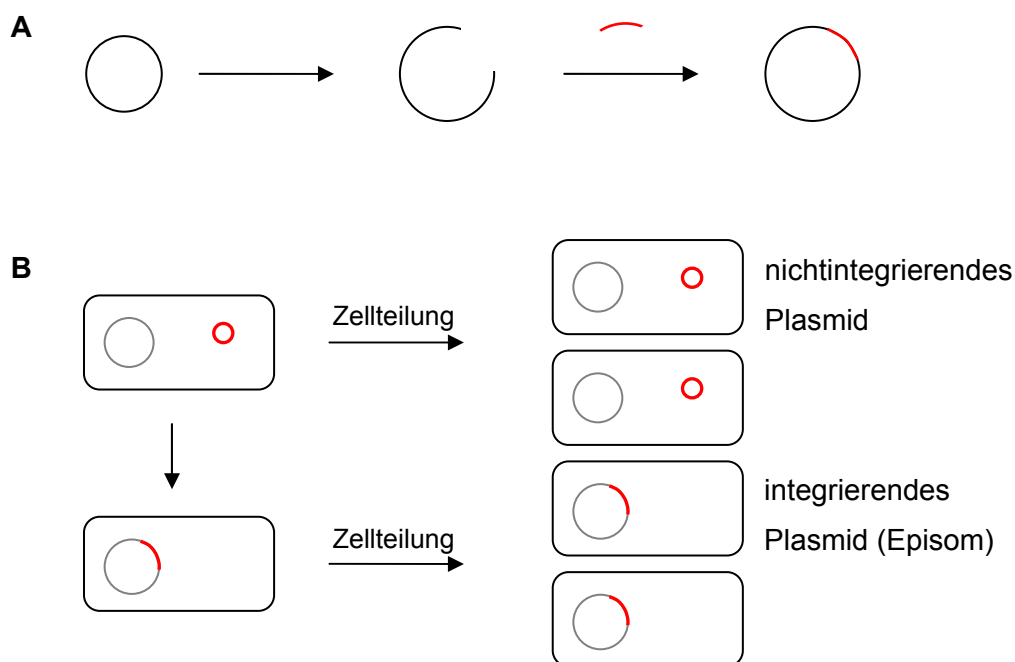 A
B
Zellteilung
nichtintegrierendes
Plasmid
Zellteilung
integrierendes
Plasmid (Episom)